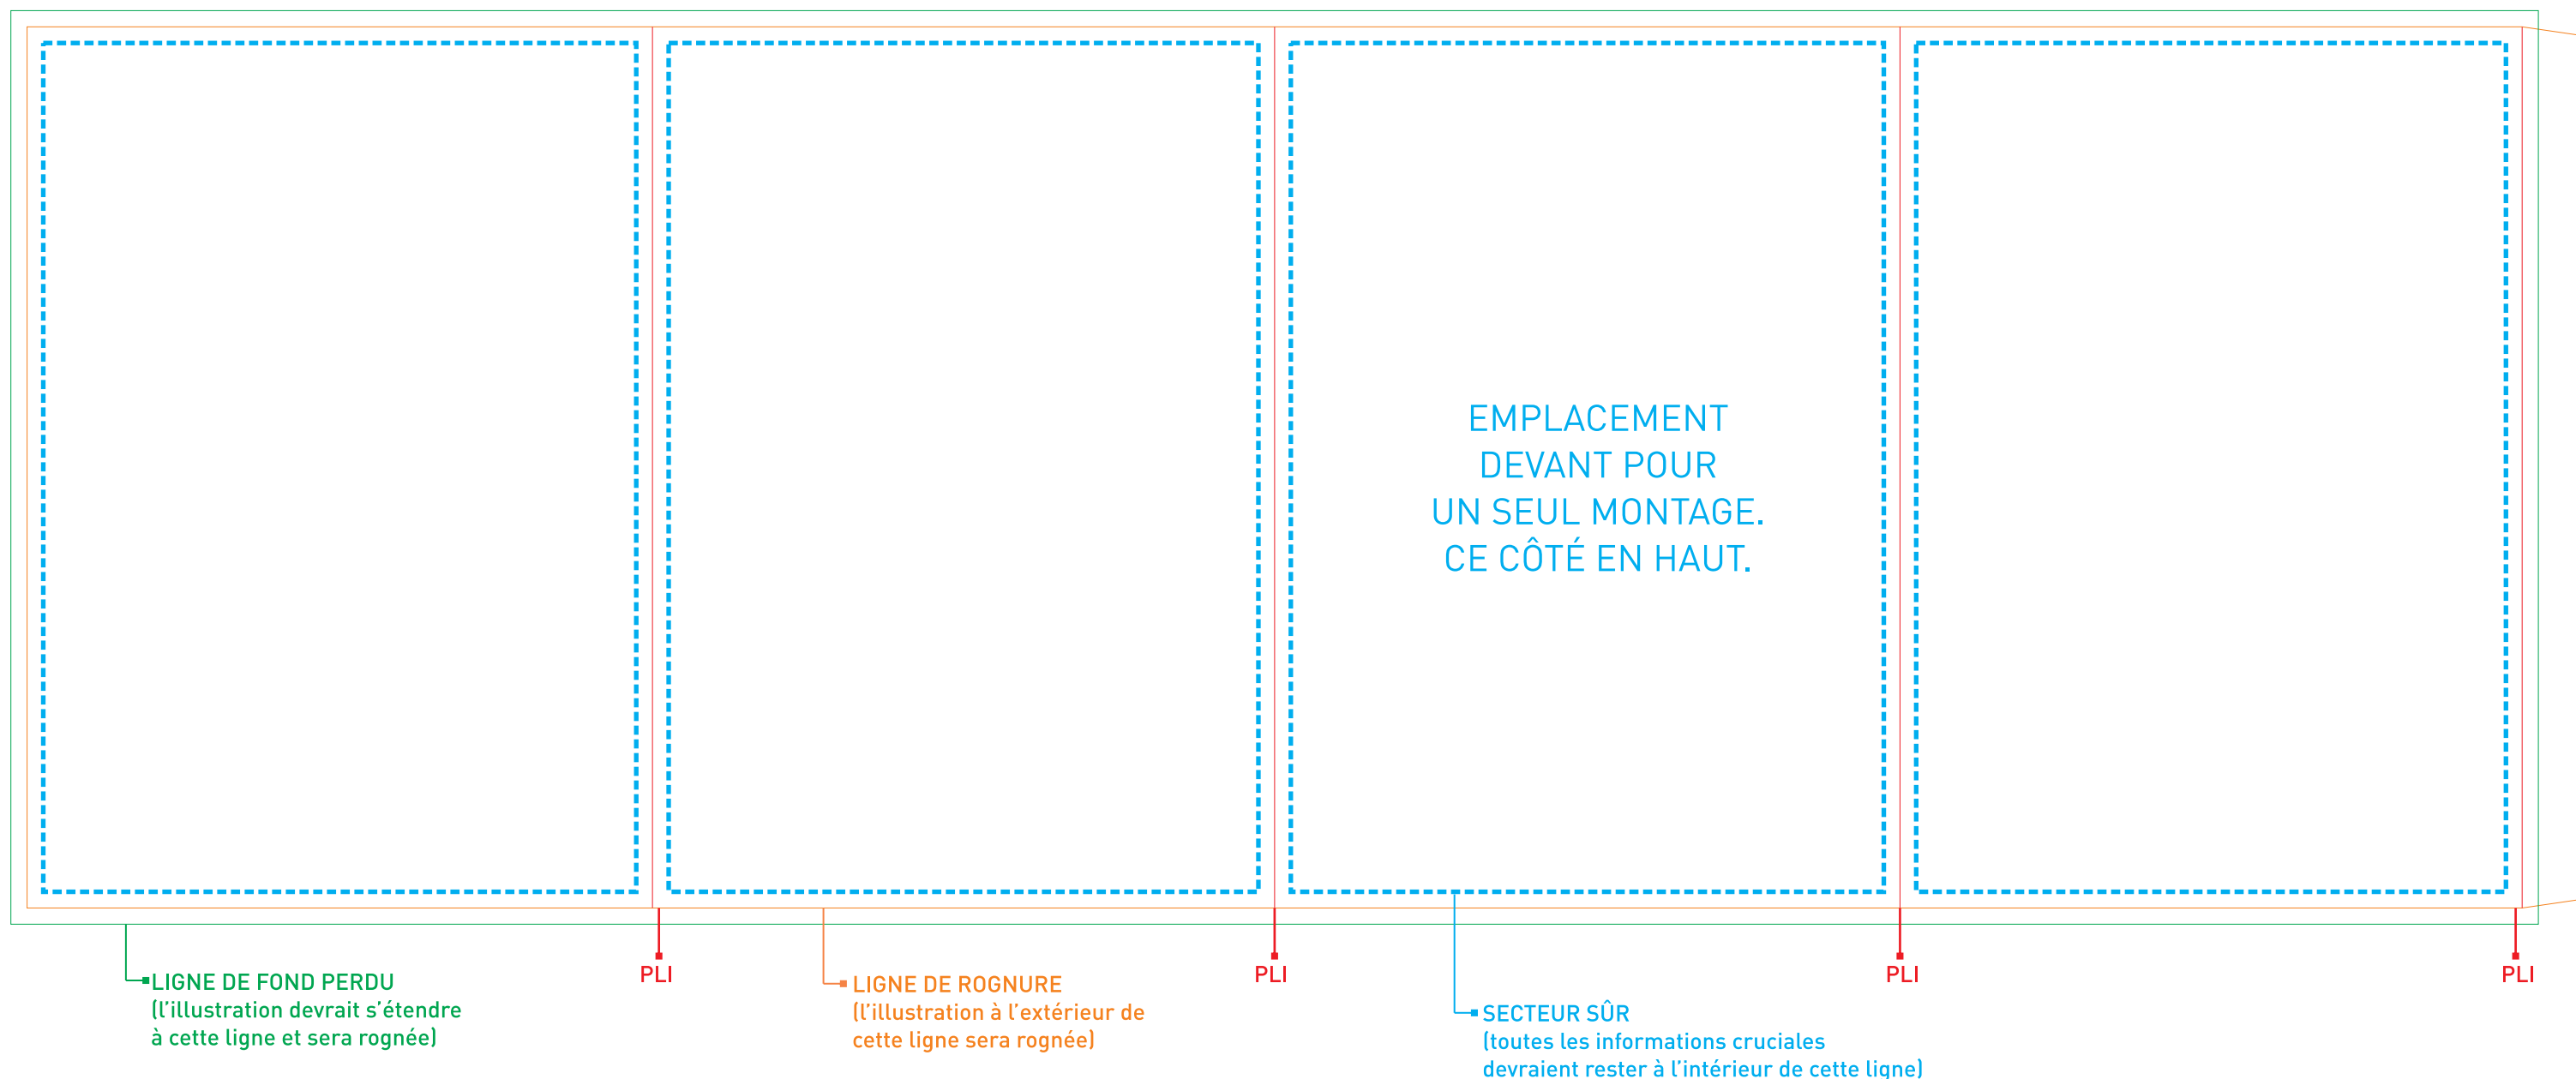 EMPLACEMENT
DEVANT POUR
UN SEUL MONTAGE.
CE CÔTÉ EN HAUT.
PLI
PLI
PLI
PLI
LIGNE DE FOND PERDU
(l’illustration devrait s’étendre
à cette ligne et sera rognée)
LIGNE DE ROGNURE
(l’illustration à l’extérieure de
cette ligne sera rognée)
SECTEUR SÛR
(toutes les informations cruciales
devraient rester à l’intérieur de cette ligne)